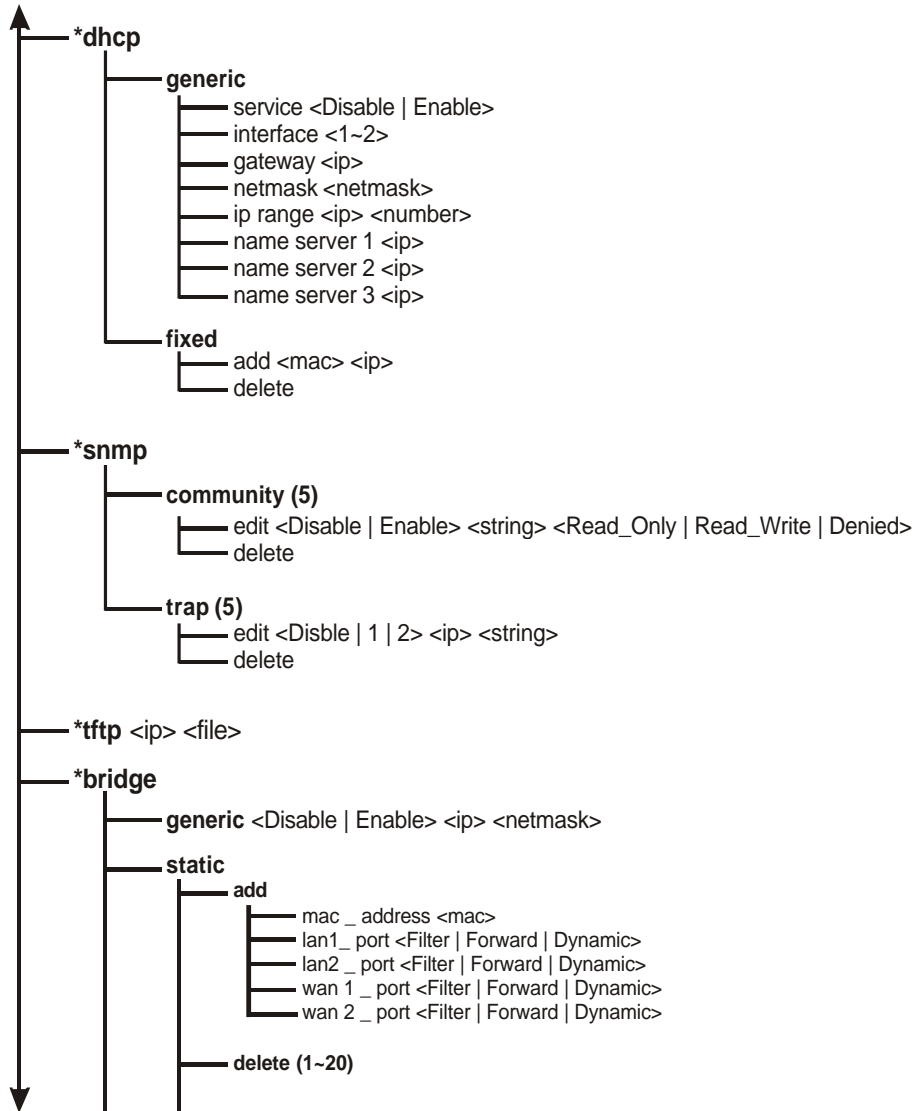 *dhcp
generic
service <Disable | Enable>
interface <1~2>
gateway <ip>
netmask <netmask>
ip range <ip> <number>
name server 1 <ip>
name server 2 <ip>
name server 3 <ip>
fixed
add <mac> <ip>
delete
*snmp
community (5)
edit <Disable | Enable> <string> <Read_Only | Read_Write | Denied>
delete
trap (5)
edit <Disble | 1 | 2> <ip> <string>
delete
*tftp <ip> <file>
*bridge
generic <Disable | Enable> <ip> <netmask>
static
add
mac _ address <mac>
lan1_ port <Filter | Forward | Dynamic>
lan2 _ port <Filter | Forward | Dynamic>
wan 1 _ port <Filter | Forward | Dynamic>
wan 2 _ port <Filter | Forward | Dynamic>
delete (1~20)